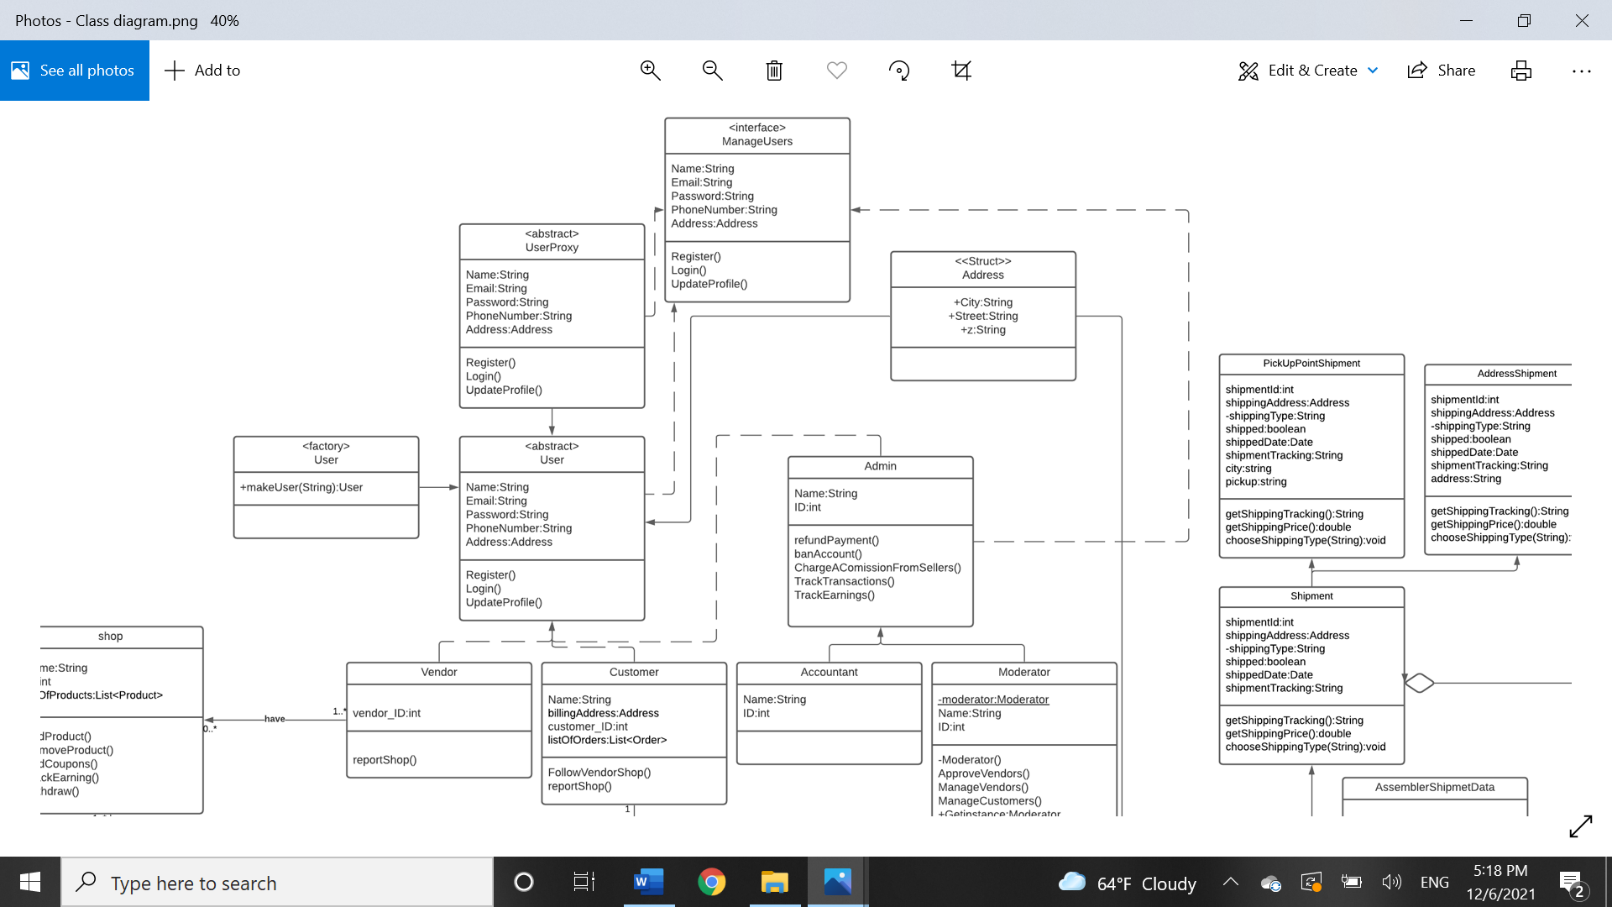 Photos - Class diagram.png 40%
See all photos
Add to
Edit & Create
Share
<interface>
ManageUsers
Name:String
Email:String
Password:String
PhoneNumber:String
Address:Address
Register()
Login()
UpdateProfile()
<abstract>
UserProxy
Name:String
Email:String
Password:String
PhoneNumber:String
Address:Address
Register()
Login()
UpdateProfile()
<<Struct>>
Address
+City:String
+Street:String
+z:String
<factory>
User
+makeUser(String):User
<abstract>
User
Name:String
Email:String
Password:String
PhoneNumber:String
Address:Address
Register()
Login()
UpdateProfile()
Admin
Name:String
ID:int
refundPayment()
banAccount()
ChargeAComissionFromSellers()
TrackTransactions()
TrackEarnings()
PickUpPointShipment
shipmentId:int
shippingAddress:Address
-shippingType:String
shipped:boolean
shippedDate:Date
shipmentTracking:String
city:string
pickup:string
getShippingTracking():String
getShippingPrice():double
chooseShippingType(String):void
AddressShipment
shipmentId:int
shippingAddress:Address
-shippingType:String
shipped:boolean
shippedDate:Date
shipmentTracking:String
address:String
getShippingTracking():String
getShippingPrice():double
chooseShippingType(String):
Shipment
shipmentId:int
shippingAddress:Address
-shippingType:String
shipped:boolean
shippedDate:Date
shipmentTracking:String
getShippingTracking():String
getShippingPrice():double
chooseShippingType(String):void
AssemblerShipmetData
shop
me:String
int
OfProducts:List<Product>
dProduct()
moveProduct()
dCoupons()
ckEarning()
hdraw()
0..*
have
1..*
Vendor
vendor_ID:int
reportShop()
Customer
Name:String
billingAddress:Address
customer_ID:int
listOfOrders:List<Order>
FollowVendorShop()
reportShop()
1
Accountant
Name:String
ID:int
Moderator
-moderator:Moderator
Name:String
ID:int
-Moderator()
ApproveVendors()
ManageVendors()
ManageCustomers()
+Getinstance:Moderator
Type here to search
64°F Cloudy
ENG
5:18 PM
12/6/2021
2